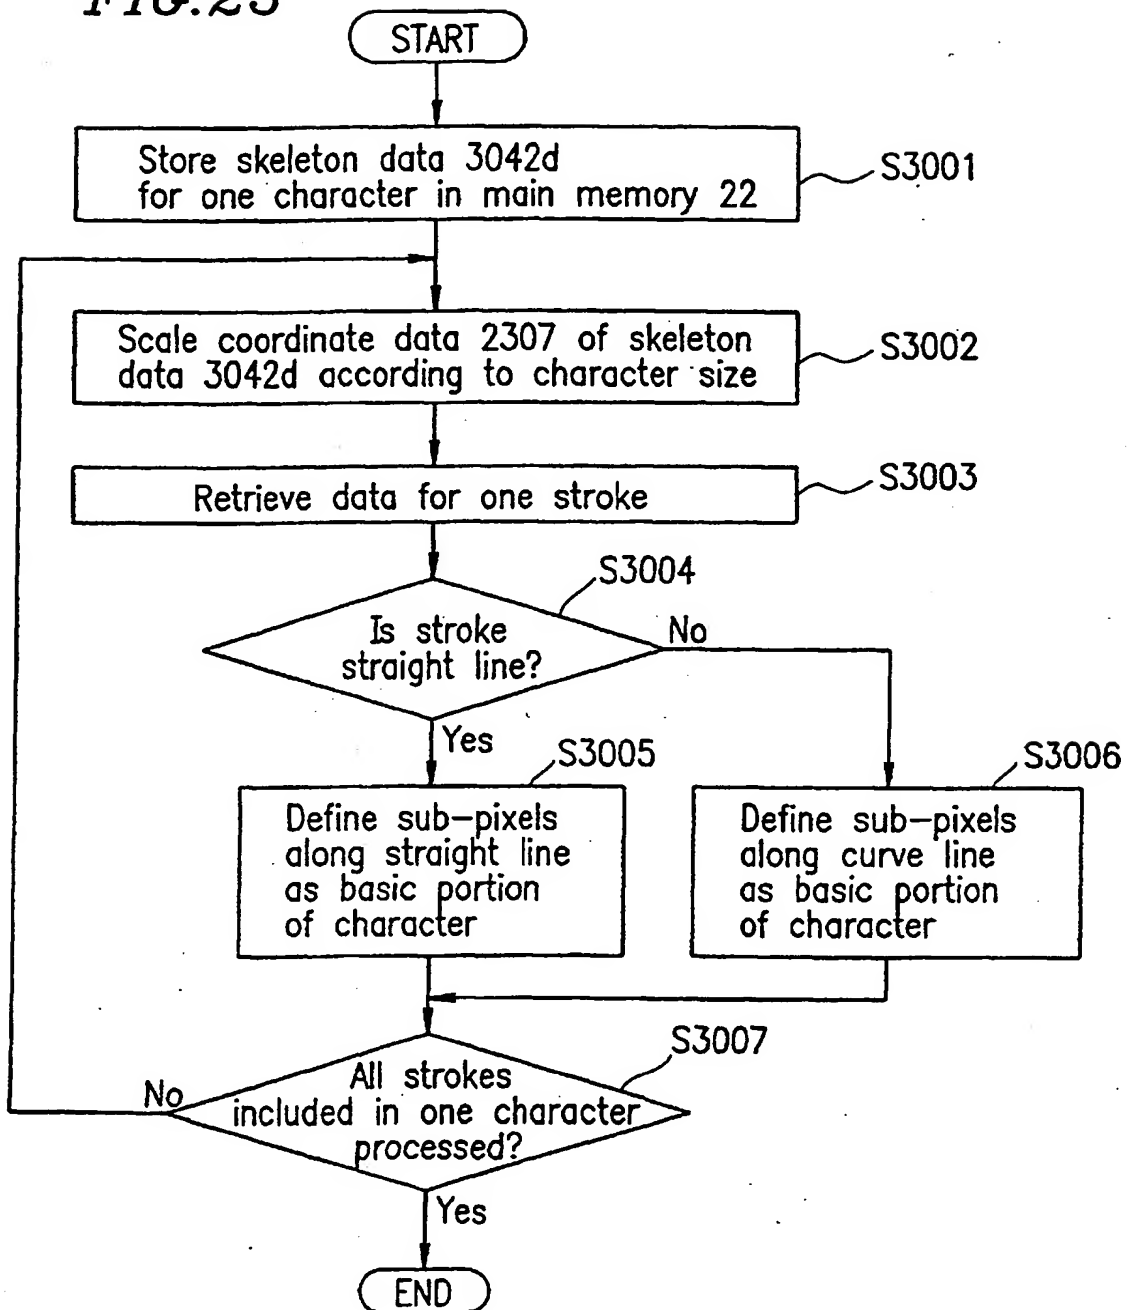 FIG.25
START
Store skeleton data 3042d
for one character in main memory 22
S3001
Scale coordinate data 2307 of skeleton
data 3042d according to character size
S3002
Retrieve data for one stroke
S3003
S3004
Is stroke
straight line?
No
Yes
S3005
Define sub-pixels
along straight line
as basic portion
of character
S3006
Define sub-pixels
along curve line
as basic portion
of character
S3007
All strokes
included in one character
processed?
No
Yes
END